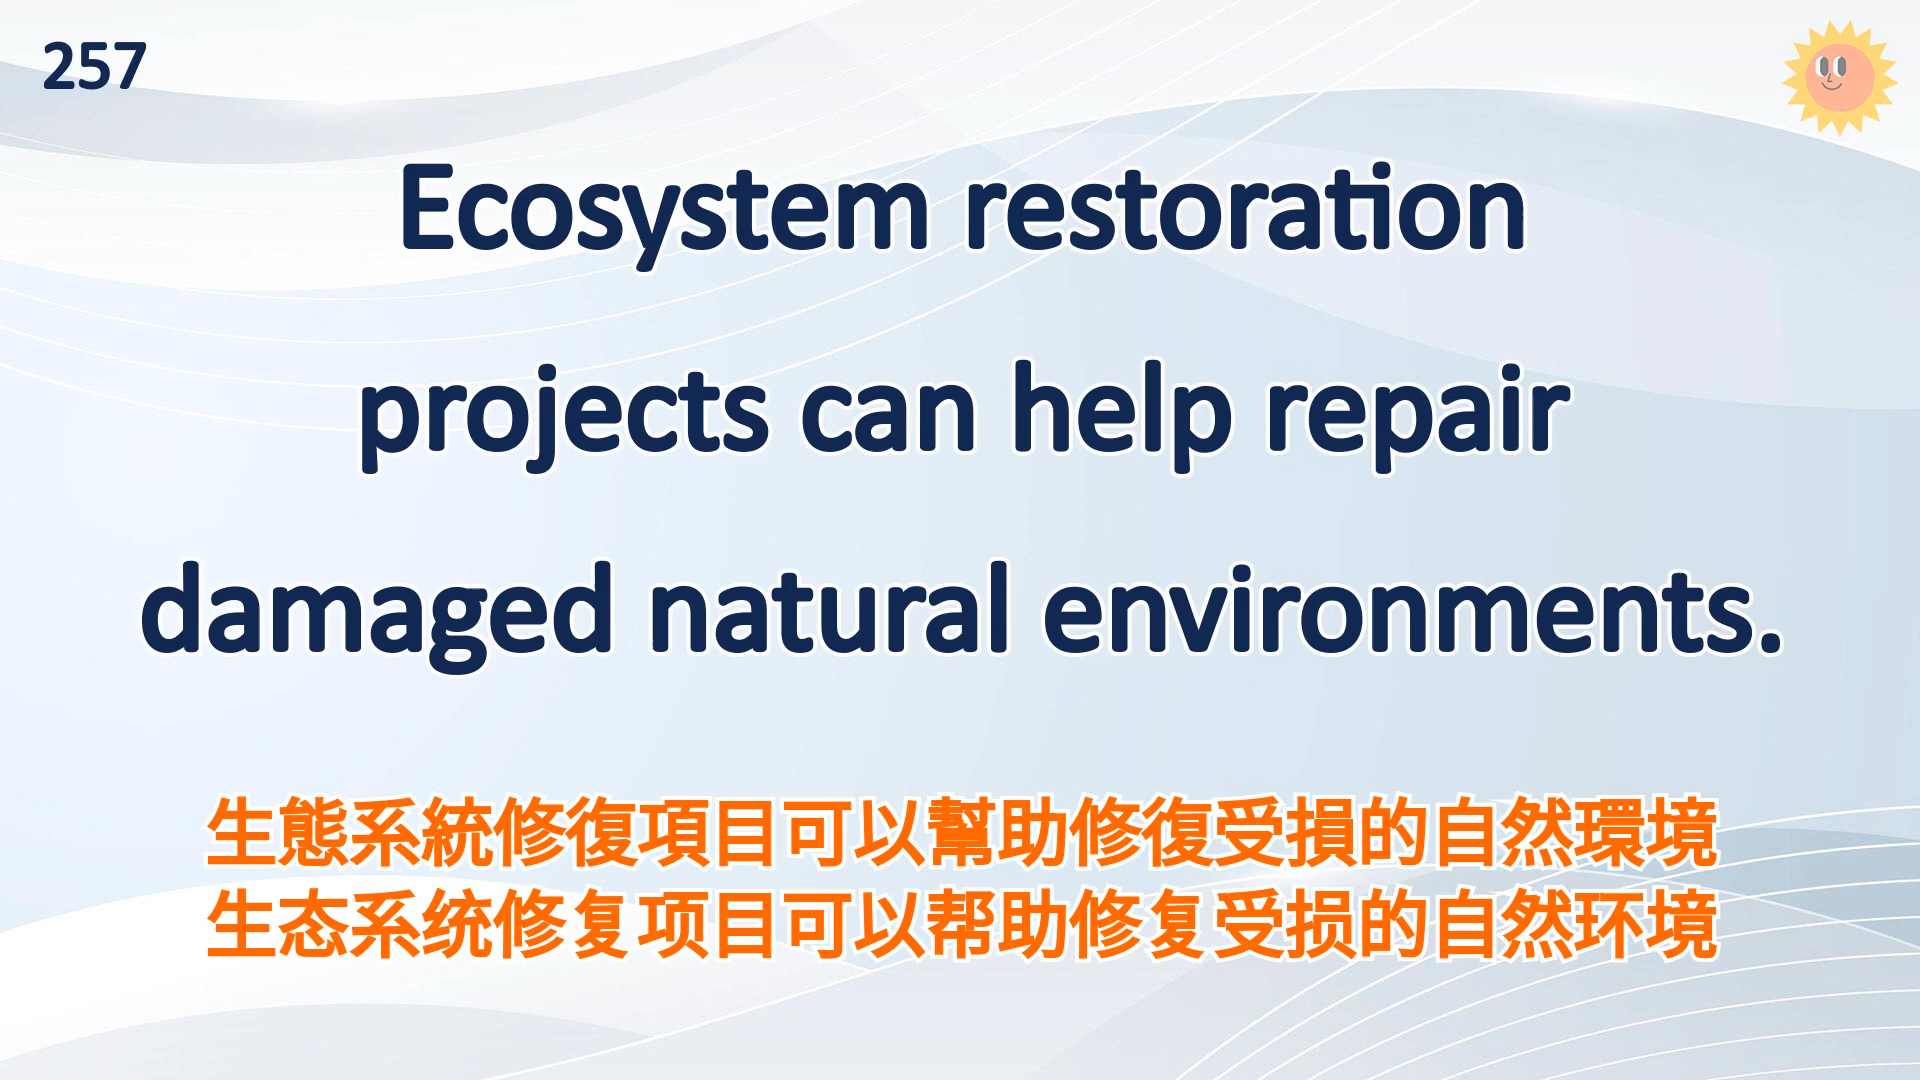 257
Ecosystem restoration
projects can help repair
damaged natural environments.
生態系統修復項目可以幫助修復受損的自然環境
生态系统修复项目可以帮助修复受损的自然环境